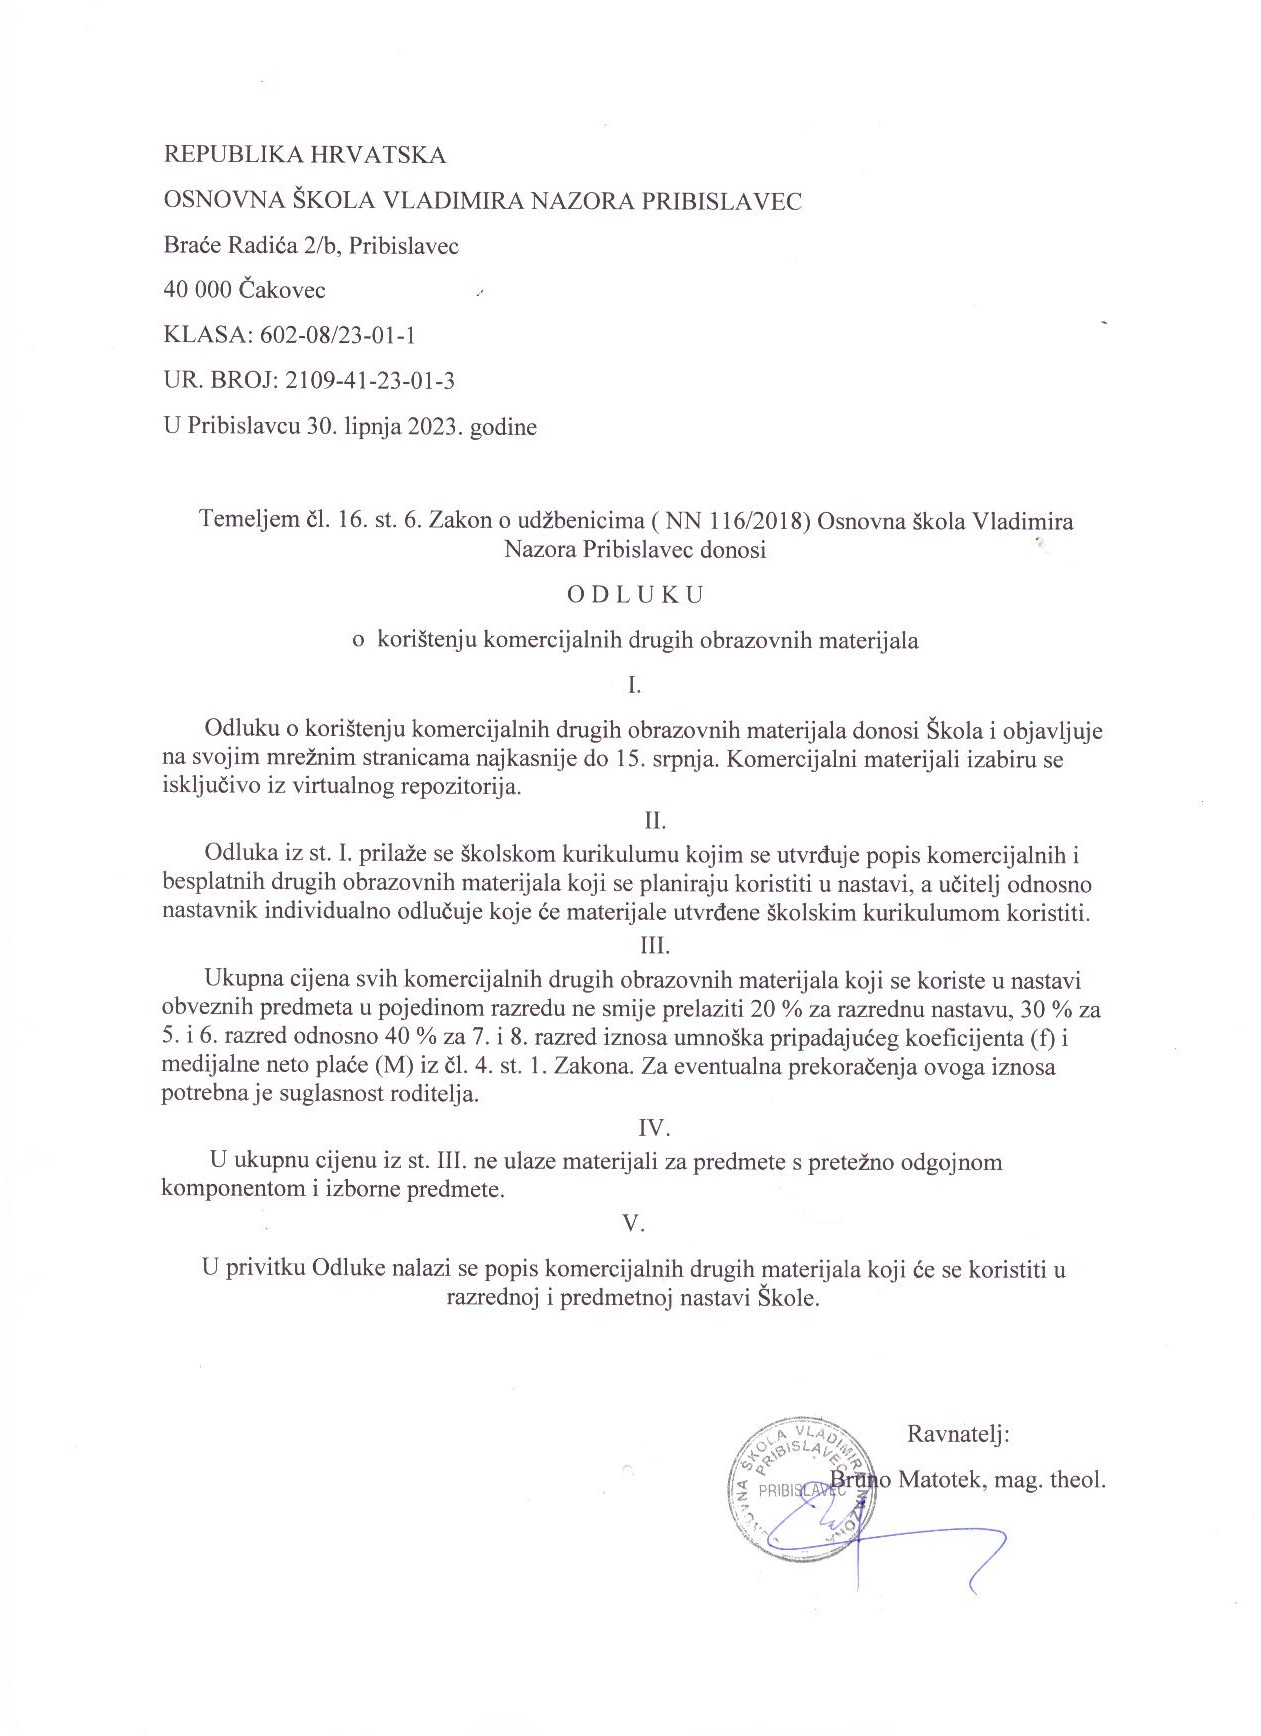 REPUBLIKA HRVATSKA
OSNOVNA ŠKOLA VLADIMIRA NAZORA PRIBISLAVEC
Braće Radića 2/b, Pribislavec
40 000 Čakovec
KLASA: 602-08/23-01-1
UR. BROJ: 2109-41-23-01-3
U Pribislavcu 30. lipnja 2023. godine
Temeljem čl. 16. st. 6. Zakon o udžbenicima ( NN 116/2018) Osnovna škola Vladimira
Nazora Pribislavec donosi
O D L U K U
o korištenju komercijalnih drugih obrazovnih materijala
I.
Odluku o korištenju komercijalnih drugih obrazovnih materijala donosi Škola i objavljuje
na svojim mrežnim stranicama najkasnije do 15. srpnja. Komercijalni materijali izabiru se
isključivo iz virtualnog repozitorija.
II.
Odluka iz st. I. prilaže se školskom kurikulumu kojim se utvrđuje popis komercijalnih i
besplatnih drugih obrazovnih materijala koji se planiraju koristiti u nastavi, a učitelj odnosno
nastavnik individualno odlučuje koje će materijale utvrđene školskim kurikulumom koristiti.
III.
Ukupna cijena svih komercijalnih drugih obrazovnih materijala koji se koriste u nastavi
obveznih predmeta u pojedinom razredu ne smije prelaziti 20 % za razrednu nastavu, 30 % za
5. i 6. razred odnosno 40 % za 7. i 8. razred iznosa umnoška pripadajućeg koeficijenta (f) i
medijalne neto plaće (M) iz čl. 4. st. 1. Zakona. Za eventualna prekoračenja ovoga iznosa
potrebna je suglasnost roditelja.
IV.
U ukupnu cijenu iz st. III. ne ulaze materijali za predmete s pretežno odgojnom
komponentom i izborne predmete.
V.
U privitku Odluke nalazi se popis komercijalnih drugih materijala koji će se koristiti u
razrednoj i predmetnoj nastavi Škole.
Ravnatelj:
Bruno Matotek, mag. theol.
OSNOVNA ŠKOLA VLADIMIRA NAZORA
PRIBISLAVEC
PRIBISLAVEC